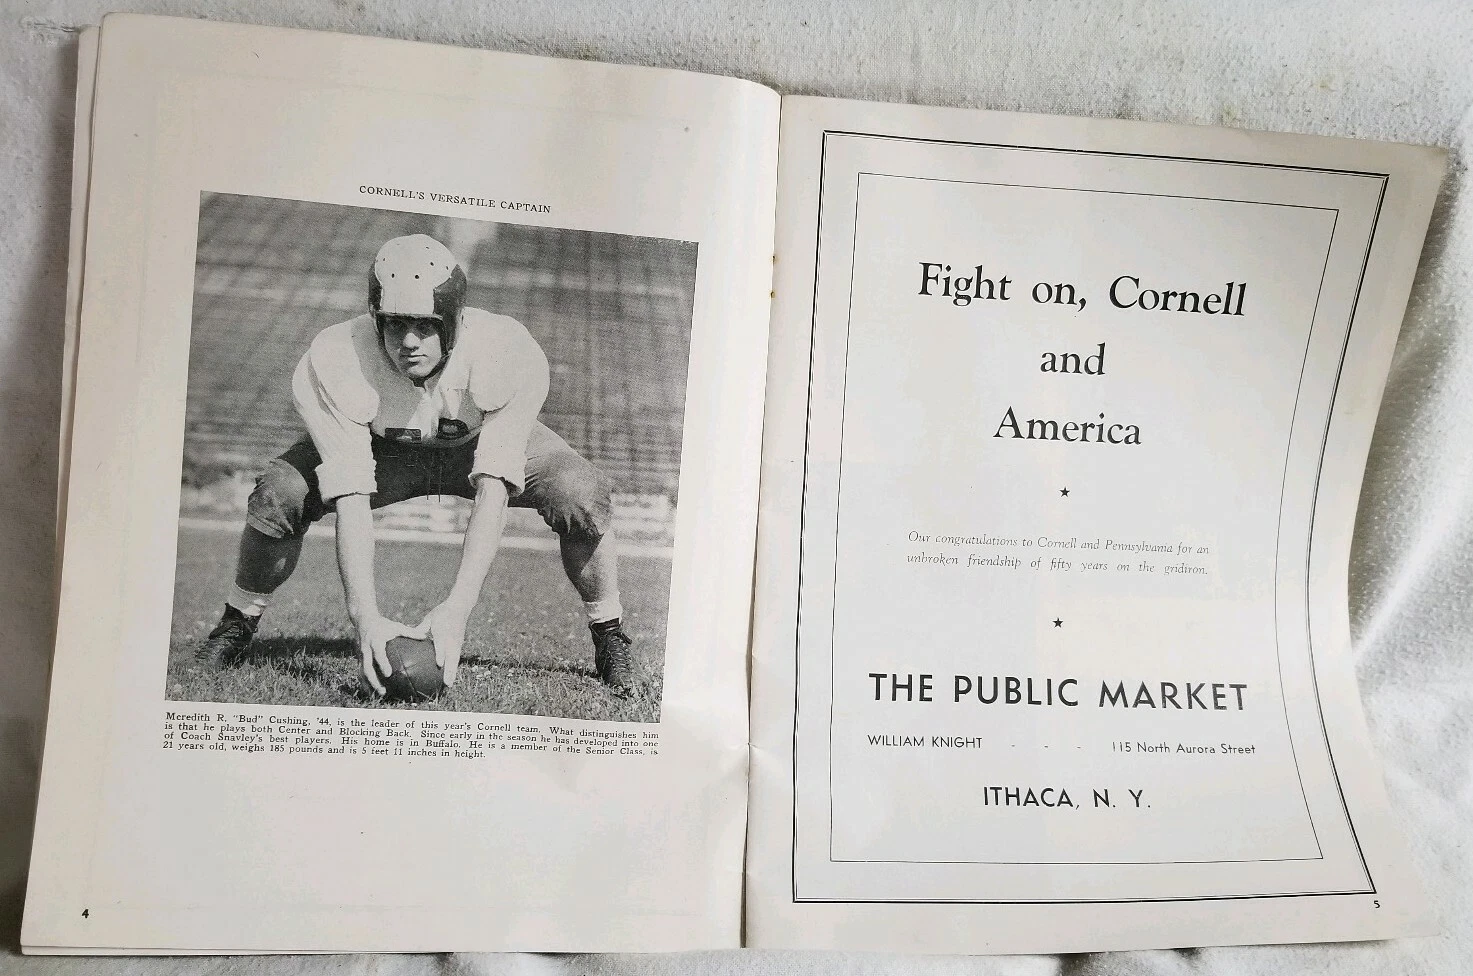 CORNELL'S VERSATILE CAPTAIN
Meredith R. "Bud" Cushing, '44, is the leader of this year's Cornell team. What distinguishes him
is that he plays both Center and Blocking Back. Since early in the season he has developed into one
of Coach Snavley's best players. His home is in Buffalo. He is a member of the Senior Class, is
21 years old, weighs 185 pounds and is 5 feet 11 inches in height.
4
Fight on, Cornell
and
America
★
Our congratulations to Cornell and Pennsylvania for an
unbroken friendship of fifty years on the gridiron.
★
THE PUBLIC MARKET
WILLIAM KNIGHT - - - 115 North Aurora Street
ITHACA, N. Y.
5